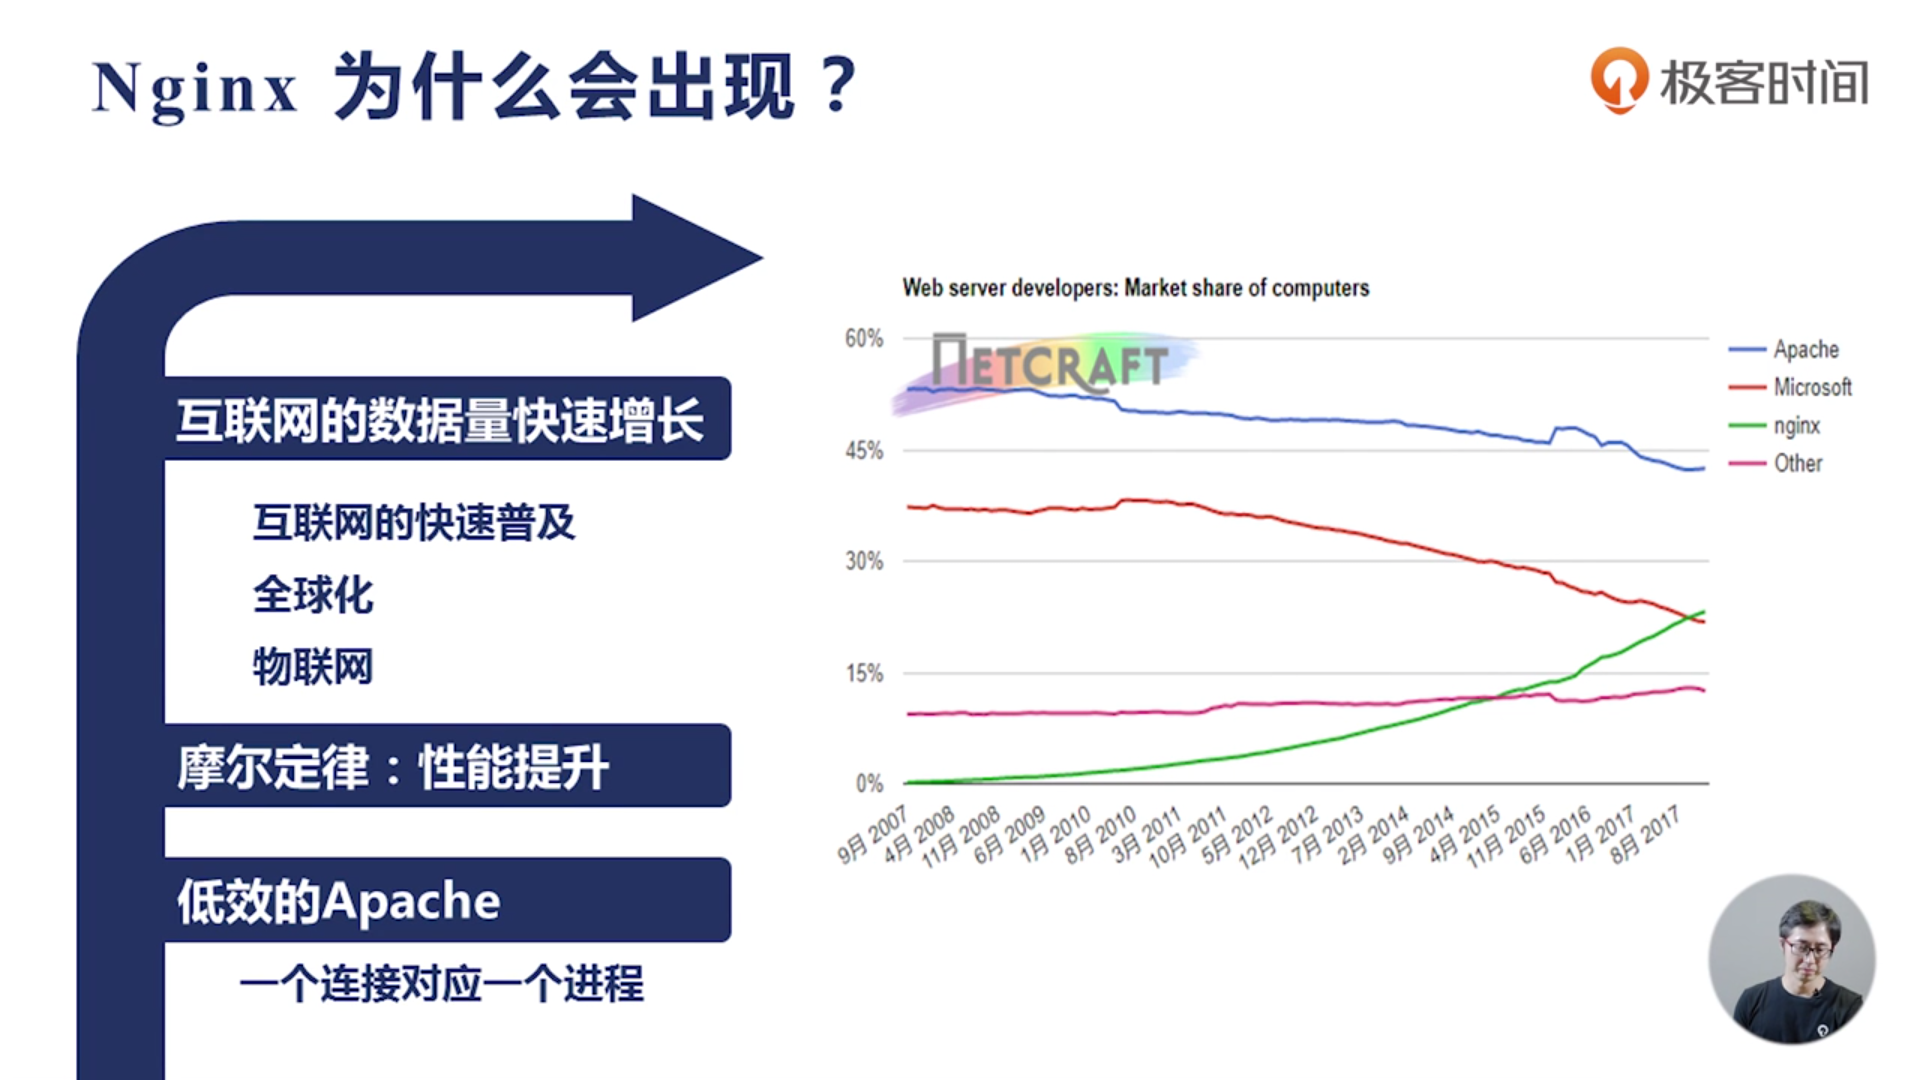 Nginx 为什么会出现？
极客时间
互联网的数据量快速增长
互联网的快速普及
全球化
物联网
摩尔定律：性能提升
低效的Apache
一个连接对应一个进程
Web server developers: Market share of computers
NETCRAFT
60%
45%
30%
15%
0%
9月 2007
4月 2008
11月 2008
6月 2009
1月 2010
8月 2010
3月 2011
10月 2011
5月 2012
12月 2012
7月 2013
2月 2014
9月 2014
4月 2015
11月 2015
6月 2016
1月 2017
8月 2017
Apache
Microsoft
nginx
Other